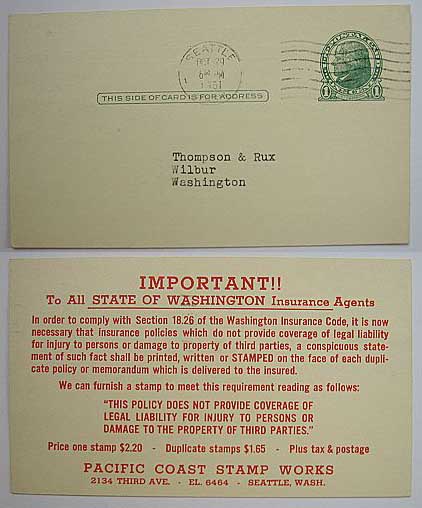 SEATTLE
6 PM
1951
THIS SIDE OF CARD IS FOR ADDRESS
1 1
Thompson & Rux
Wilbur
Washington
IMPORTANT!!
To All STATE OF WASHINGTON Insurance Agents
In order to comply with Section 18.26 of the Washington Insurance Code, it is now
necessary that insurance policies which do not provide coverage of legal liability
for injury to persons or damage to property of third parties, a conspicuous state-
ment of such fact shall be printed, written or STAMPED on the face of each dupli-
cate policy or memorandum which is delivered to the insured.
We can furnish a stamp to meet this requirement reading as follows:
"THIS POLICY DOES NOT PROVIDE COVERAGE OF
LEGAL LIABILITY FOR INJURY TO PERSONS OR
DAMAGE TO THE PROPERTY OF THIRD PARTIES."
Price one stamp $2.20 - Duplicate stamps $1.65 - Plus tax & postage
PACIFIC COAST STAMP WORKS
2134 THIRD AVE. - EL. 6464 - SEATTLE, WASH.